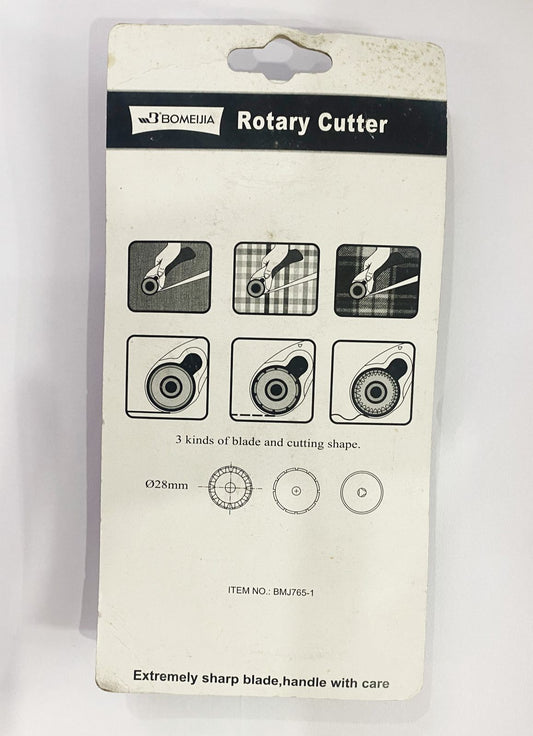 BOMEIJIA Rotary Cutter
3 kinds of blade and cutting shape.
Ø28mm
ITEM NO.: BMJ765-1
Extremely sharp blade,handle with care